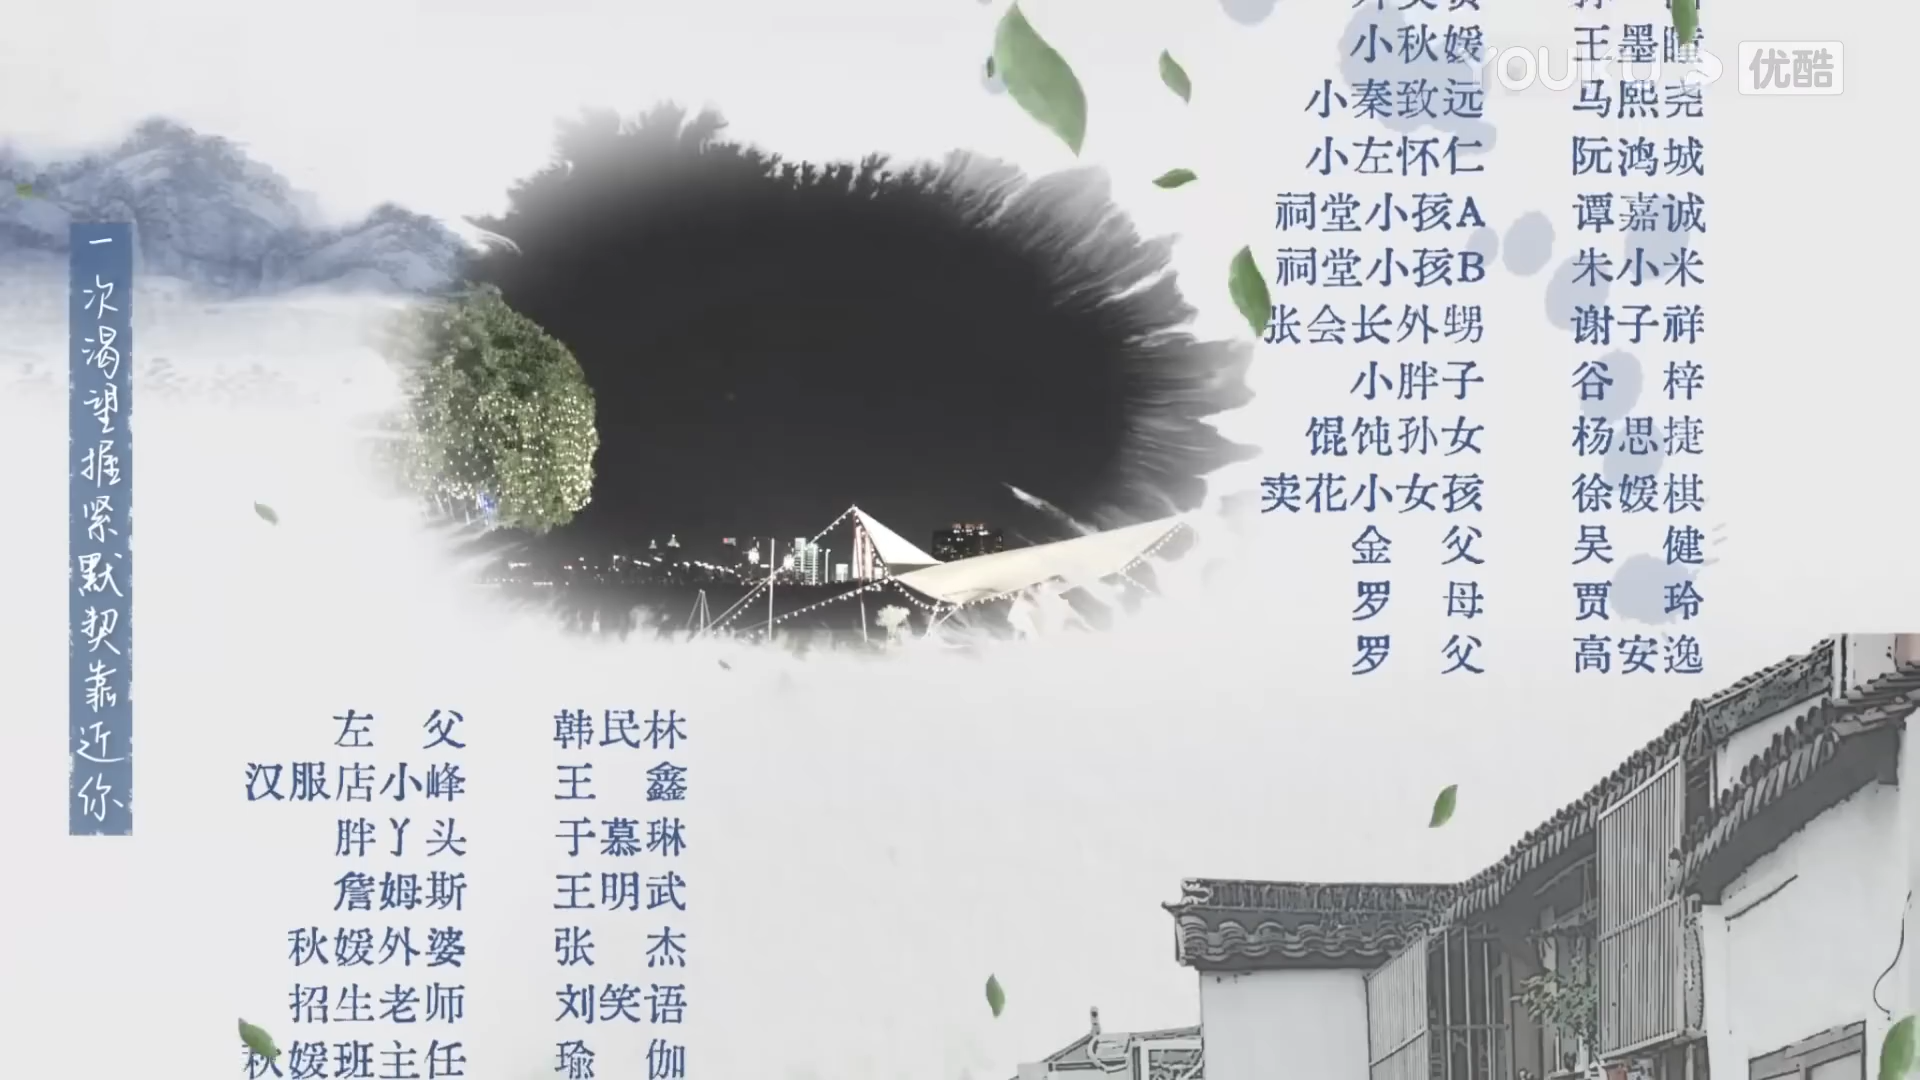 一次渴望握紧默契靠近你
YOUKU 优酷
小秋媛 王墨瞳
小秦致远 马熙尧
小左怀仁 阮鸿城
祠堂小孩A 谭嘉诚
祠堂小孩B 朱小米
张会长外甥 谢子祥
小胖子 谷 梓
馄饨孙女 杨思捷
卖花小女孩 徐媛棋
金 父 吴 健
罗 母 贾 玲
罗 父 高安逸
左 父 韩民林
汉服店小峰 王 鑫
胖丫头 于慕琳
詹姆斯 王明武
秋媛外婆 张 杰
招生老师 刘笑语
秋媛班主任 瑜 伽